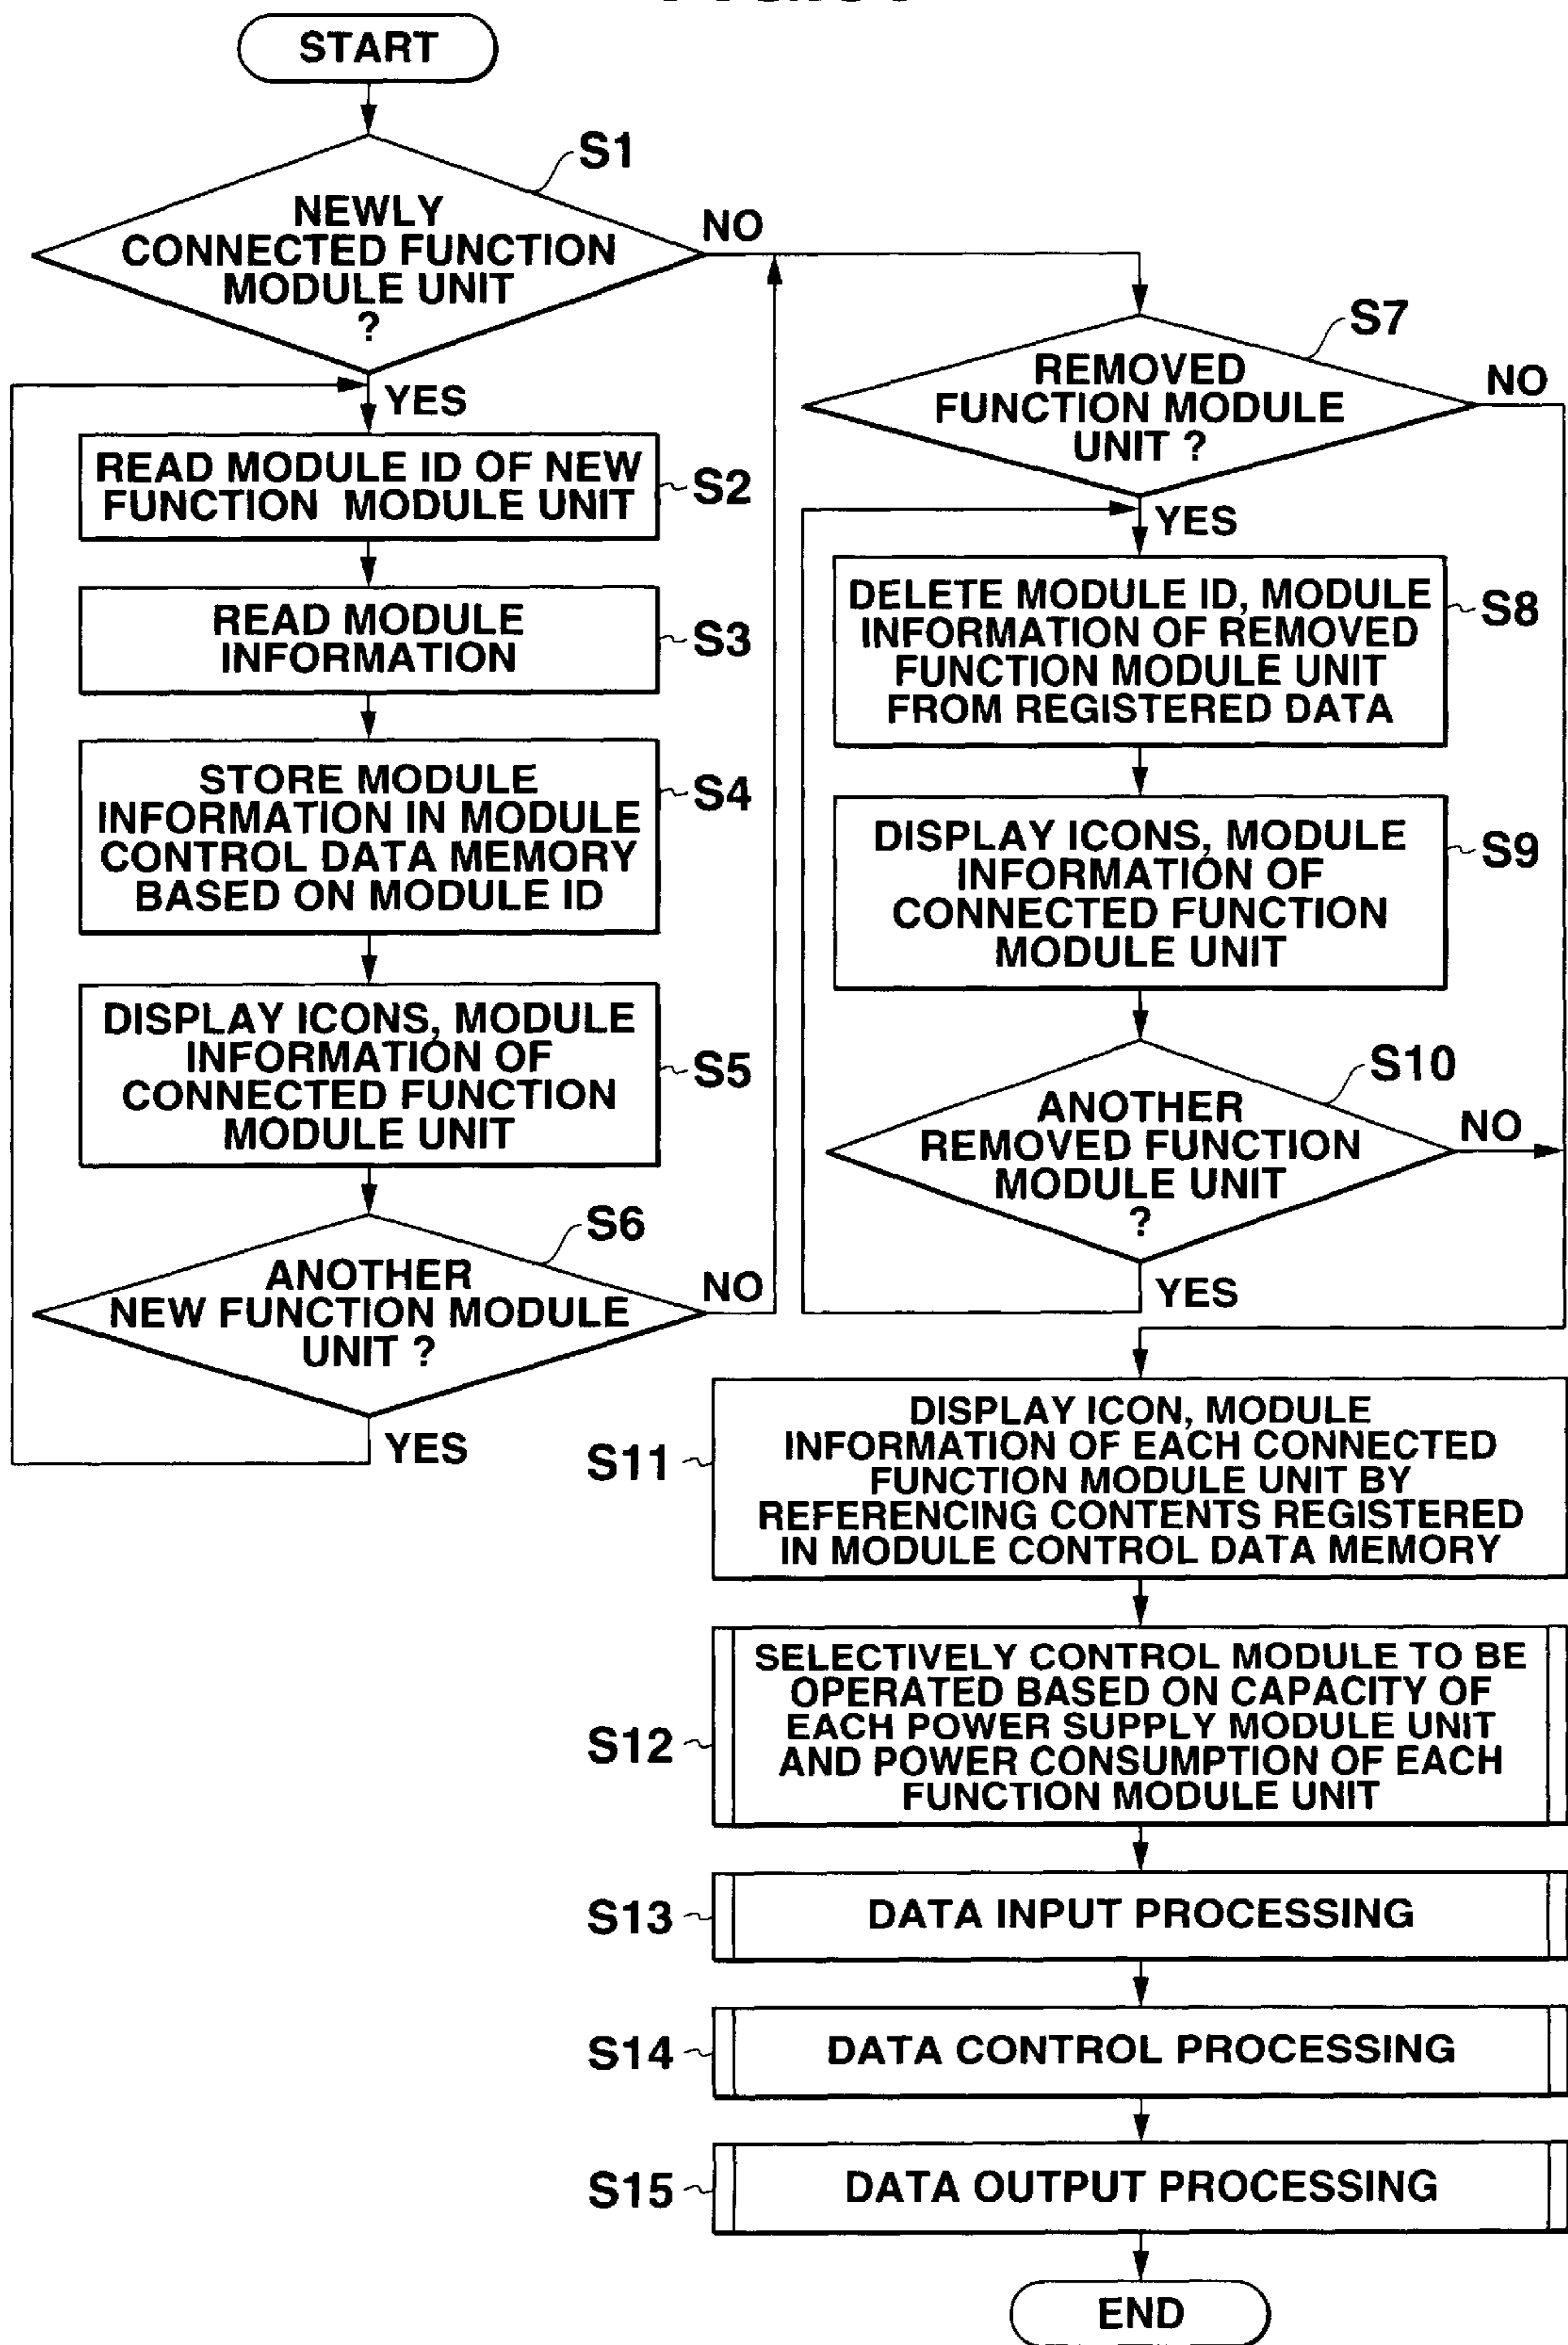 START
S1
NEWLY
CONNECTED FUNCTION
MODULE UNIT
?
NO
YES
READ MODULE ID OF NEW
FUNCTION MODULE UNIT
S2
READ MODULE
INFORMATION
S3
STORE MODULE
INFORMATION IN MODULE
CONTROL DATA MEMORY
BASED ON MODULE ID
S4
DISPLAY ICONS, MODULE
INFORMATION OF
CONNECTED FUNCTION
MODULE UNIT
S5
S6
ANOTHER
NEW FUNCTION MODULE
UNIT ?
NO
YES
S7
REMOVED
FUNCTION MODULE
UNIT ?
NO
YES
DELETE MODULE ID, MODULE
INFORMATION OF REMOVED
FUNCTION MODULE UNIT
FROM REGISTERED DATA
S8
DISPLAY ICONS, MODULE
INFORMATION OF
CONNECTED FUNCTION
MODULE UNIT
S9
S10
ANOTHER
REMOVED FUNCTION
MODULE UNIT
?
NO
YES
S11
DISPLAY ICON, MODULE
INFORMATION OF EACH CONNECTED
FUNCTION MODULE UNIT BY
REFERENCING CONTENTS REGISTERED
IN MODULE CONTROL DATA MEMORY
S12
SELECTIVELY CONTROL MODULE TO BE
OPERATED BASED ON CAPACITY OF
EACH POWER SUPPLY MODULE UNIT
AND POWER CONSUMPTION OF EACH
FUNCTION MODULE UNIT
S13
DATA INPUT PROCESSING
S14
DATA CONTROL PROCESSING
S15
DATA OUTPUT PROCESSING
END